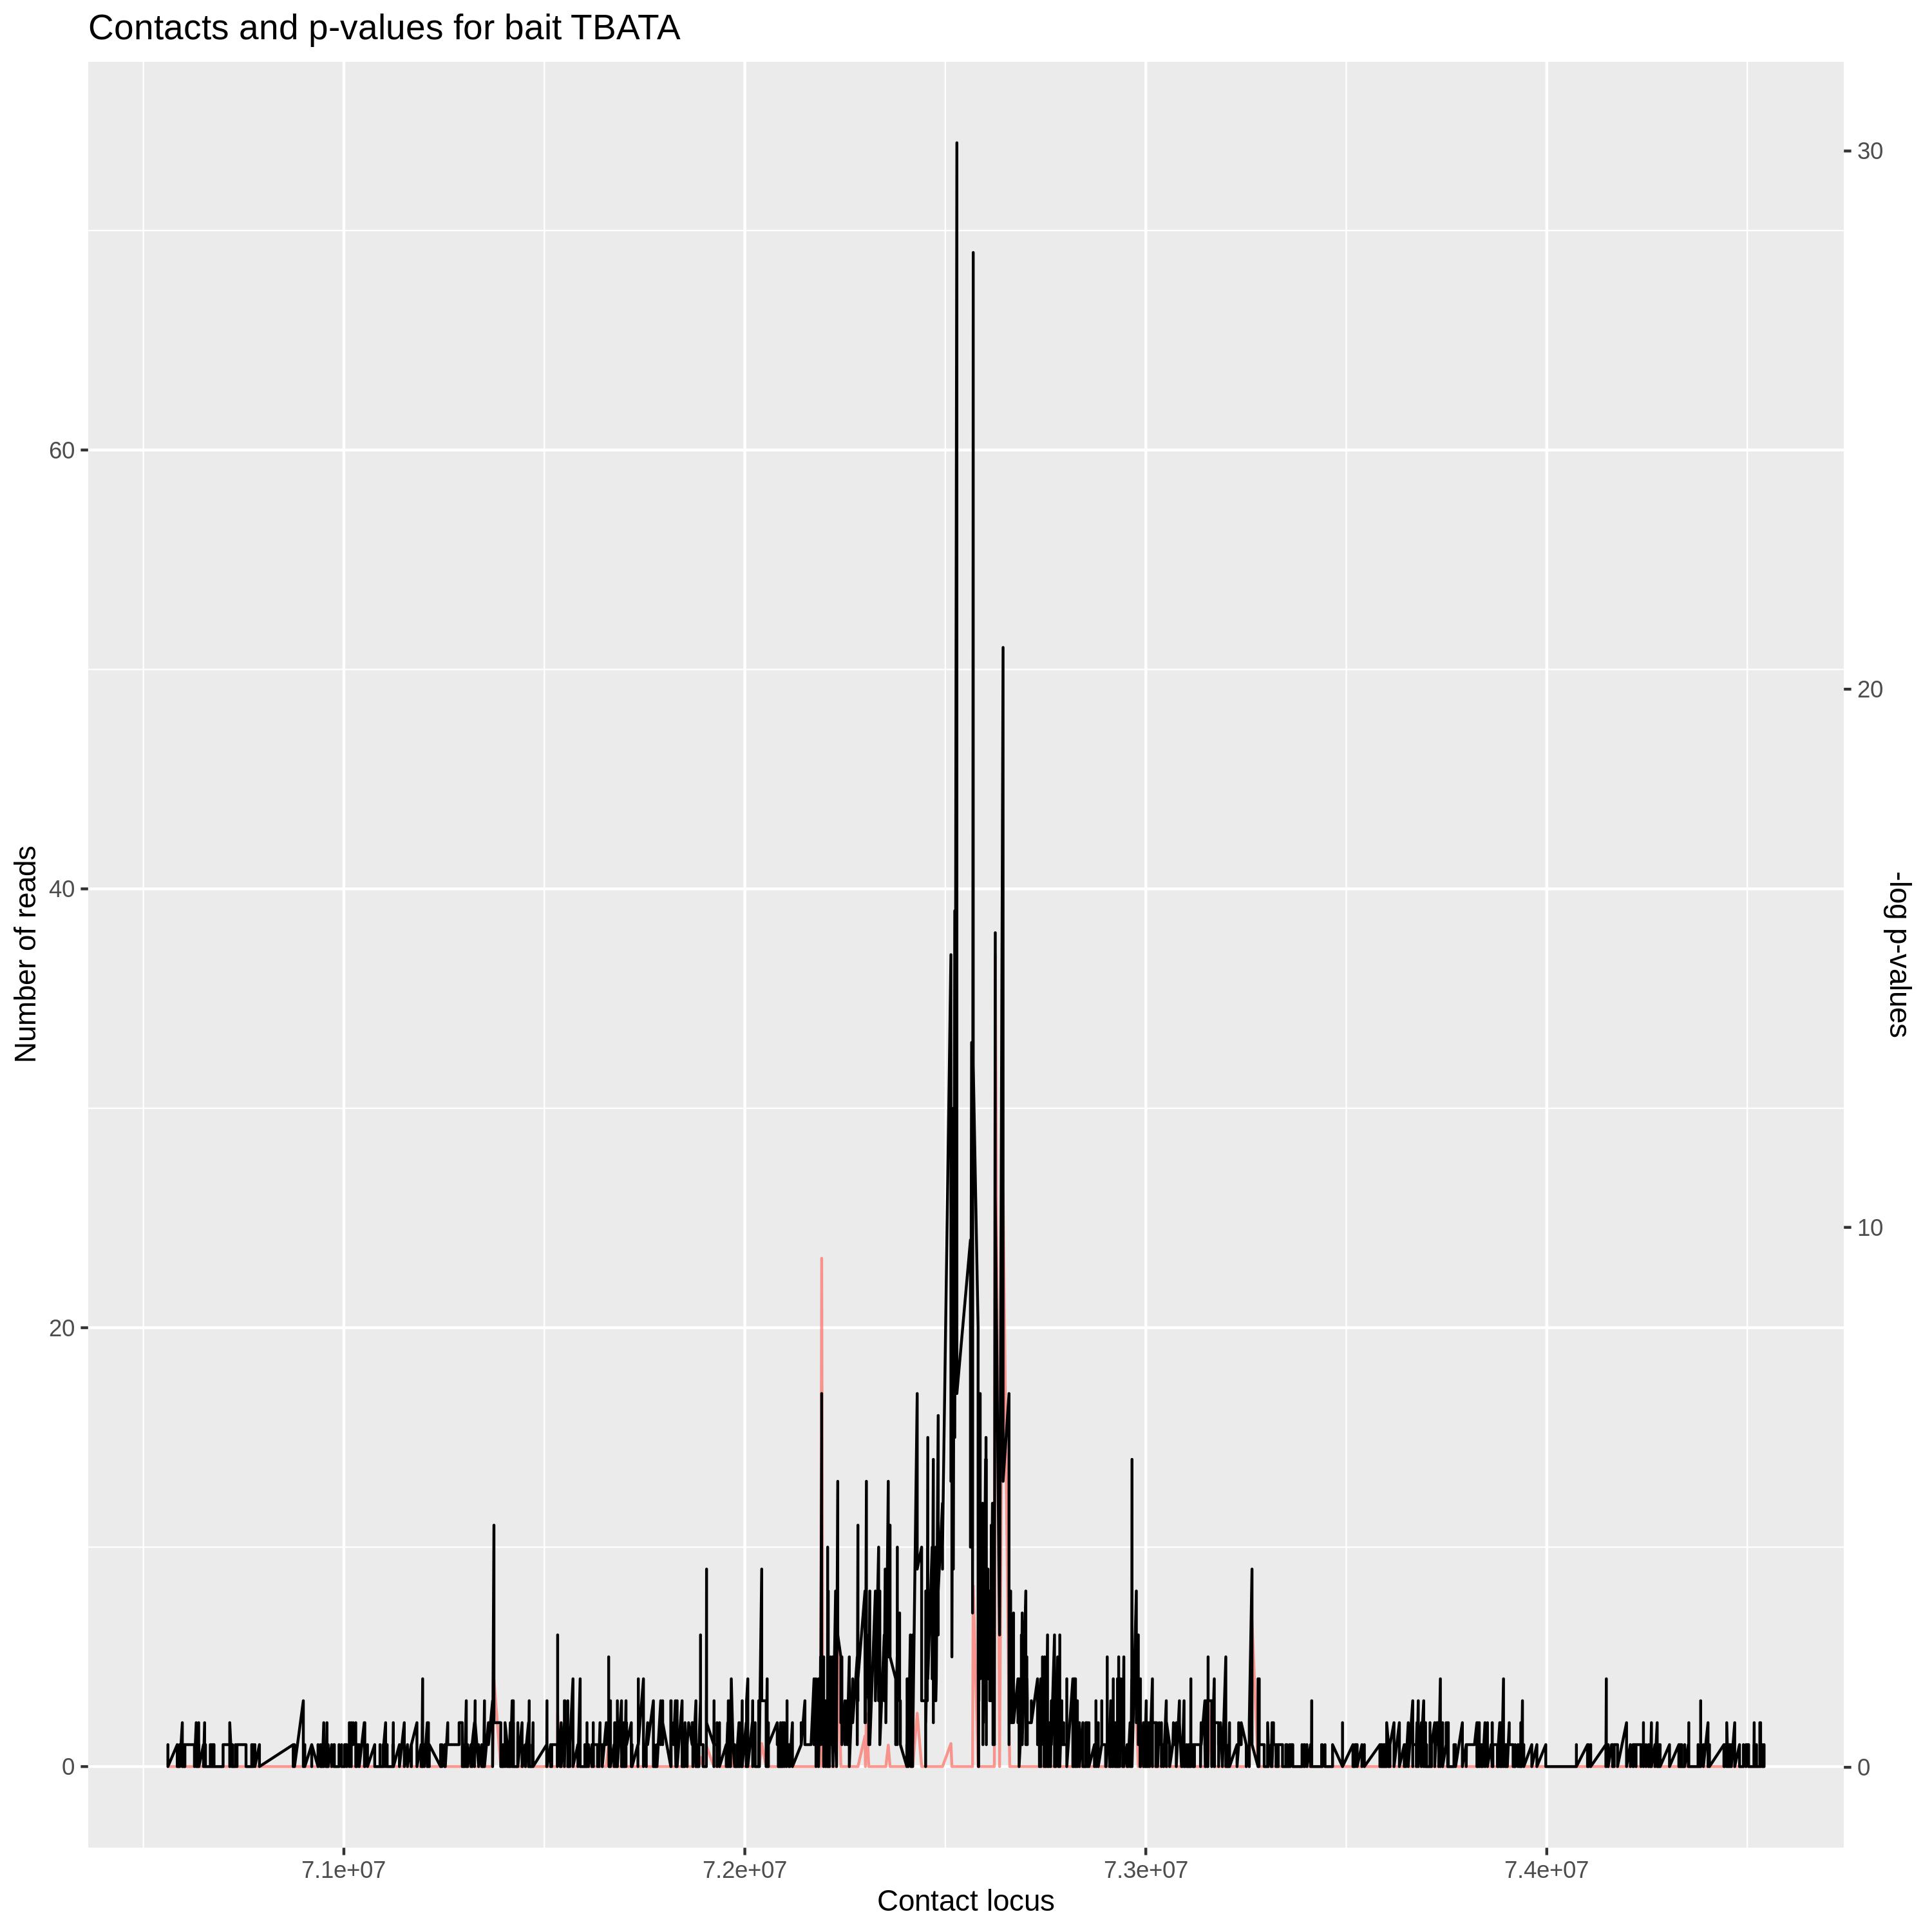 Contacts and p-values for bait TBATA
Number of reads
60
40
20
0
30
20
10
0
-log p-values
7.1e+07 7.2e+07 7.3e+07 7.4e+07
Contact locus